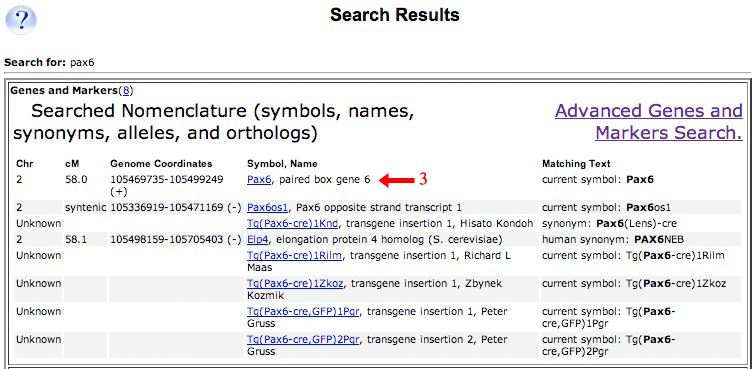 ?
Search Results
Search for: pax6
Genes and Markers(8)
Searched Nomenclature (symbols, names, synonyms, alleles, and orthologs)
Advanced Genes and Markers Search.
Chr cM Genome Coordinates Symbol, Name Matching Text
2 58.0 105469735-105499249 (+) Pax6, paired box gene 6 3 current symbol: Pax6
2 syntenic 105336919-105471169 (-) Pax6os1, Pax6 opposite strand transcript 1 current symbol: Pax6os1
Unknown Tg(Pax6-cre)1Knd, transgene insertion 1, Hisato Kondoh synonym: Pax6(Lens)-cre
2 58.1 105498159-105705403 (-) Elp4, elongation protein 4 homolog (S. cerevisiae) human synonym: PAX6NEB
Unknown Tg(Pax6-cre)1Rilm, transgene insertion 1, Richard L Maas current symbol: Tg(Pax6-cre)1Rilm
Unknown Tg(Pax6-cre)1Zkoz, transgene insertion 1, Zbynek Kozmik current symbol: Tg(Pax6-cre)1Zkoz
Unknown Tg(Pax6-cre,GFP)1Pgr, transgene insertion 1, Peter Gruss current symbol: Tg(Pax6-cre,GFP)1Pgr
Unknown Tg(Pax6-cre,GFP)2Pgr, transgene insertion 2, Peter Gruss current symbol: Tg(Pax6-cre,GFP)2Pgr